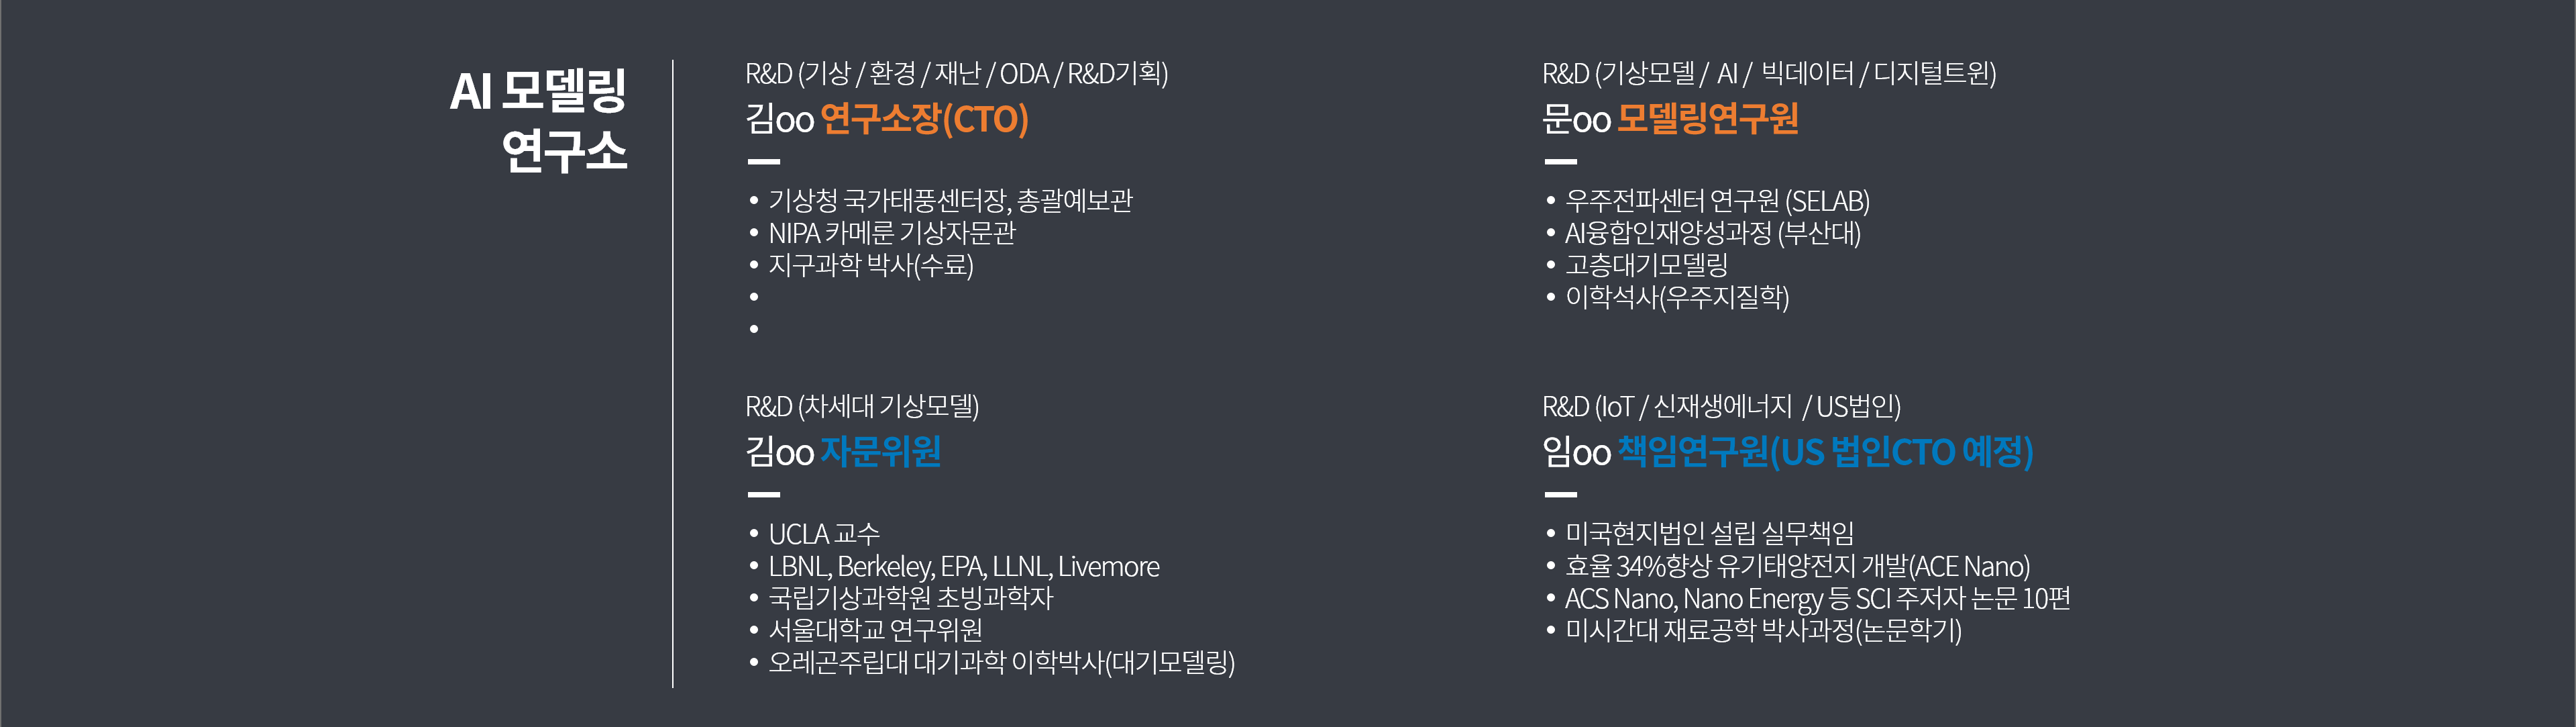 AI 모델링
연구소
R&D (기상 / 환경 / 재난 / ODA / R&D기획)
김oo 연구소장(CTO)
• 기상청 국가태풍센터장, 총괄예보관
• NIPA 카메룬 기상자문관
• 지구과학 박사(수료)
•
•
R&D (기상모델 / AI / 빅데이터 / 디지털트윈)
문oo 모델링연구원
• 우주전파센터 연구원 (SELAB)
• AI융합인재양성과정 (부산대)
• 고층대기모델링
• 이학석사(우주지질학)
R&D (차세대 기상모델)
김oo 자문위원
• UCLA 교수
• LBNL, Berkeley, EPA, LLNL, Livemore
• 국립기상과학원 초빙과학자
• 서울대학교 연구위원
• 오레곤주립대 대기과학 이학박사(대기모델링)
R&D (IoT / 신재생에너지 / US법인)
임oo 책임연구원(US 법인CTO 예정)
• 미국현지법인 설립 실무책임
• 효율 34%향상 유기태양전지 개발(ACE Nano)
• ACS Nano, Nano Energy 등 SCI 주저자 논문 10편
• 미시간대 재료공학 박사과정(논문학기)